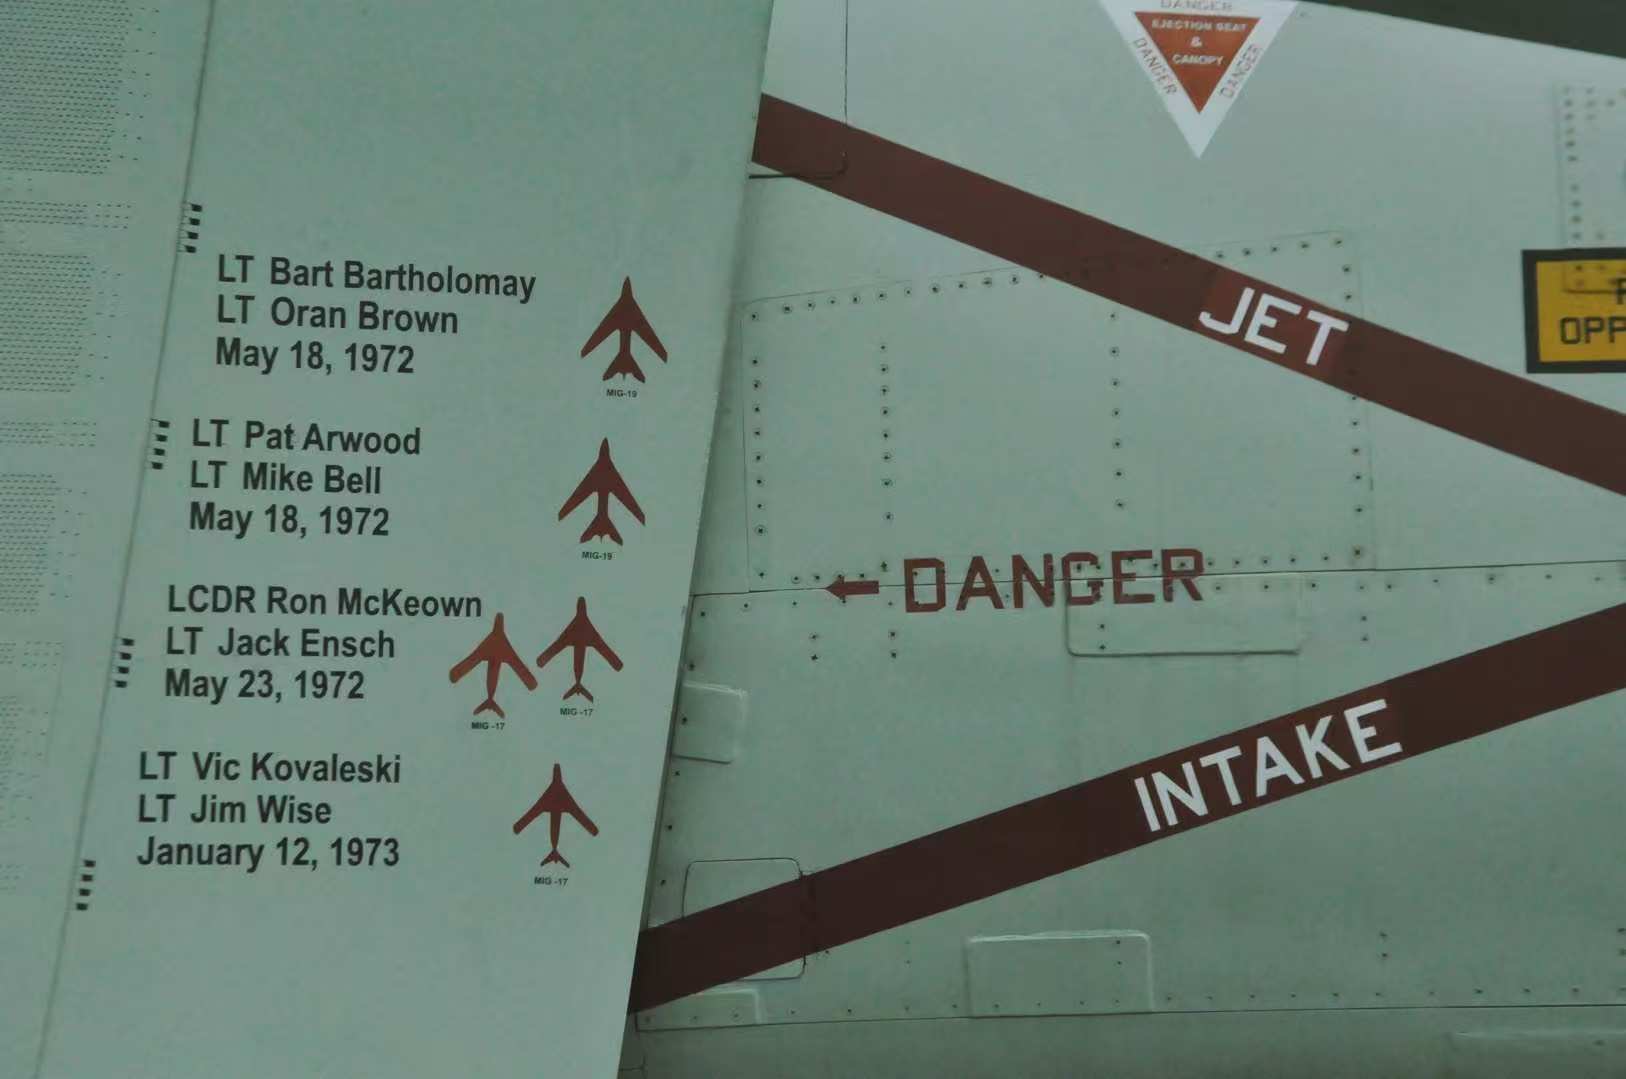 LT Bart Bartholomay
LT Oran Brown
May 18, 1972
MIG-19
LT Pat Arwood
LT Mike Bell
May 18, 1972
MIG-19
LCDR Ron McKeown
LT Jack Ensch
May 23, 1972
MIG -17
MIG -17
LT Vic Kovaleski
LT Jim Wise
January 12, 1973
MIG -17
DANGER
EJECTION SEAT
&
CANOPY
DANGER
DANGER
JET
OPP
DANGER
INTAKE